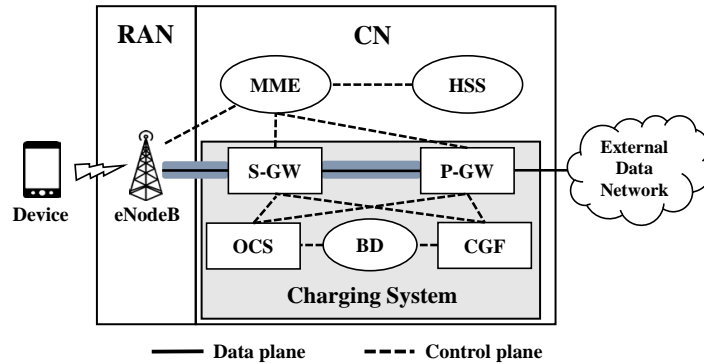 RAN
CN
MME
HSS
S-GW
P-GW
External
Data
Network
Device
eNodeB
OCS
BD
CGF
Charging System
Data plane
Control plane